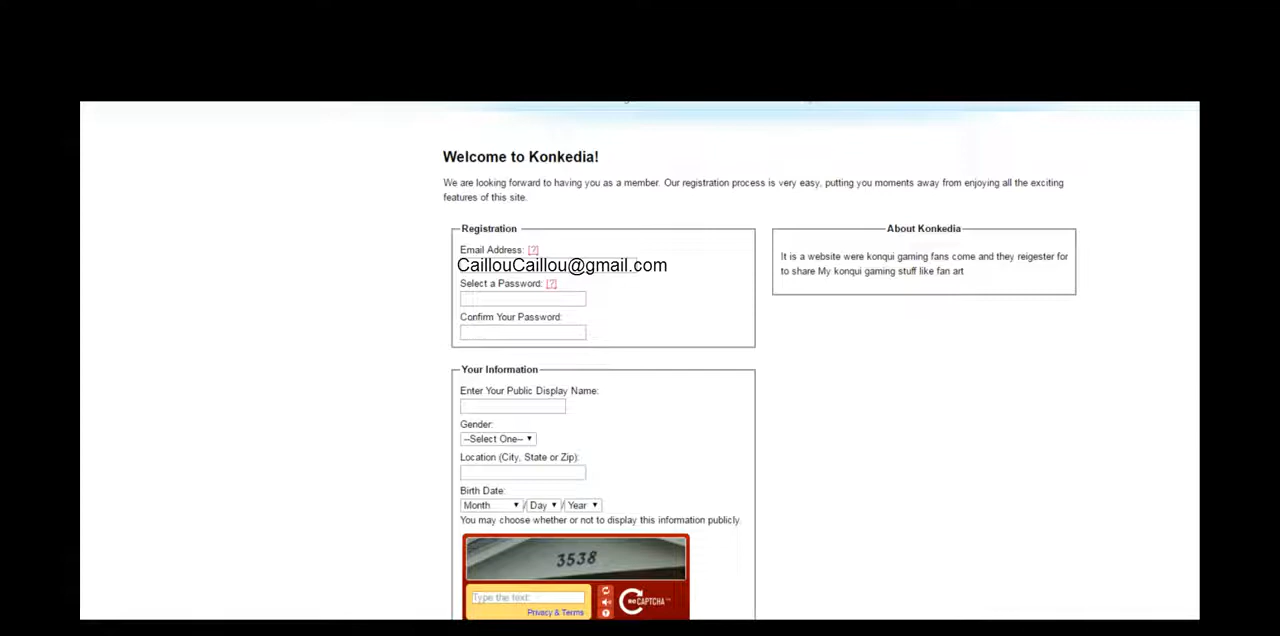 Welcome to Konkedia!
We are looking forward to having you as a member. Our registration process is very easy, putting you moments away from enjoying all the exciting
features of this site.
Registration
Email Address: [?]
CaillouCaillou@gmail.com
Select a Password: [?]
Confirm Your Password:
About Konkedia
It is a website were konqui gaming fans come and they reigester for
to share My konqui gaming stuff like fan art
Your Information
Enter Your Public Display Name:
Gender:
--Select One--
Location (City, State or Zip):
Birth Date:
Month / Day / Year
You may choose whether or not to display this information publicly.
3538
Type the text:
Privacy & Terms
reCAPTCHA™